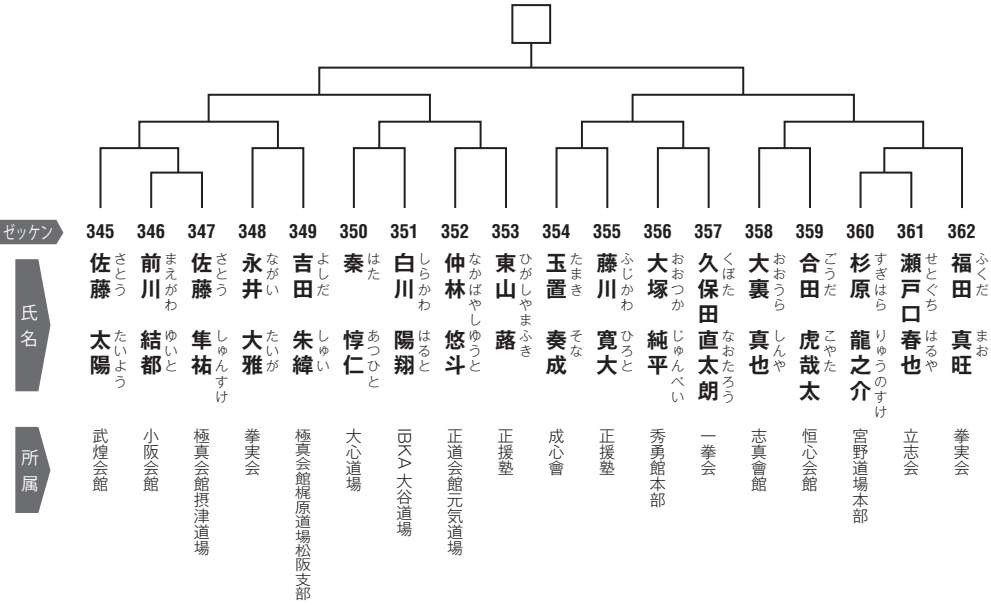 ゼッケン
345 346 347 348 349 350 351 352 353 354 355 356 357 358 359 360 361 362
氏名
佐藤 太陽
さとう たいよう
前川 結都
まえがわ ゆいと
佐藤 隼祐
さとう しゅんすけ
永井 大雅
ながい たいが
吉田 朱緯
よしだ しゅい
秦 惇仁
はた あつひと
白川 陽翔
しらかわ はると
仲林 悠斗
なかばやし ゆうと
東山 蕗
ひがしやま ふき
玉置 奏成
たまき そな
藤川 寛大
ふじかわ ひろと
大塚 純平
おおつか じゅんぺい
久保田 直太朗
くぼた なおたろう
大裏 真也
おおうら しんや
合田 虎哉太
ごうだ こやた
杉原 龍之介
すぎはら りゅうのすけ
瀬戸口 春也
せとぐち はるや
福田 真旺
ふくだ まお
所属
武煌会館
小阪会館
極真会館摂津道場
拳実会
極真会館梶原道場松阪支部
大心道場
IBKA 大谷道場
正道会館元気道場
正援塾
成心會
正援塾
秀勇館本部
一拳会
志真會館
恒心会館
宮野道場本部
立志会
拳実会